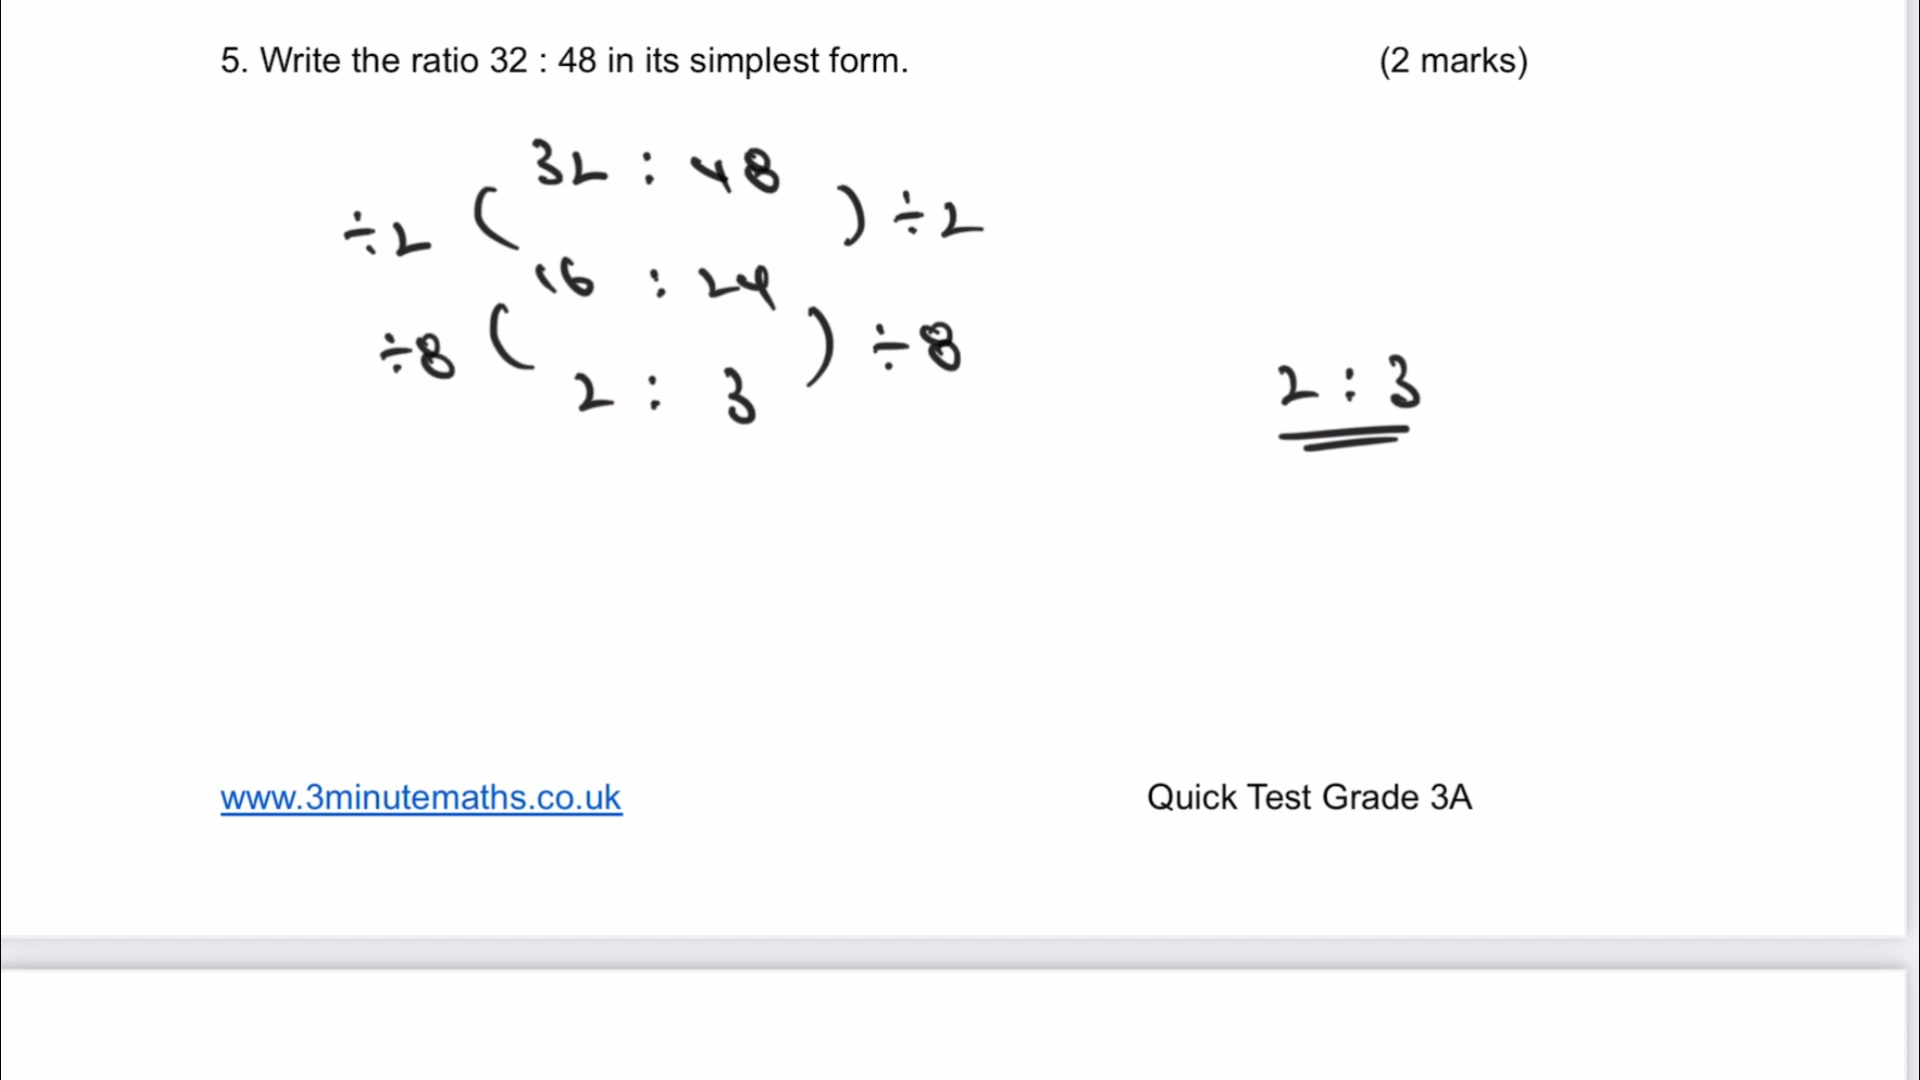 5. Write the ratio 32 : 48 in its simplest form. (2 marks)
32 : 48
÷2 ( ) ÷2
16 : 24
÷8 ( ) ÷8
2 : 3
2 : 3
www.3minutemaths.co.uk Quick Test Grade 3A